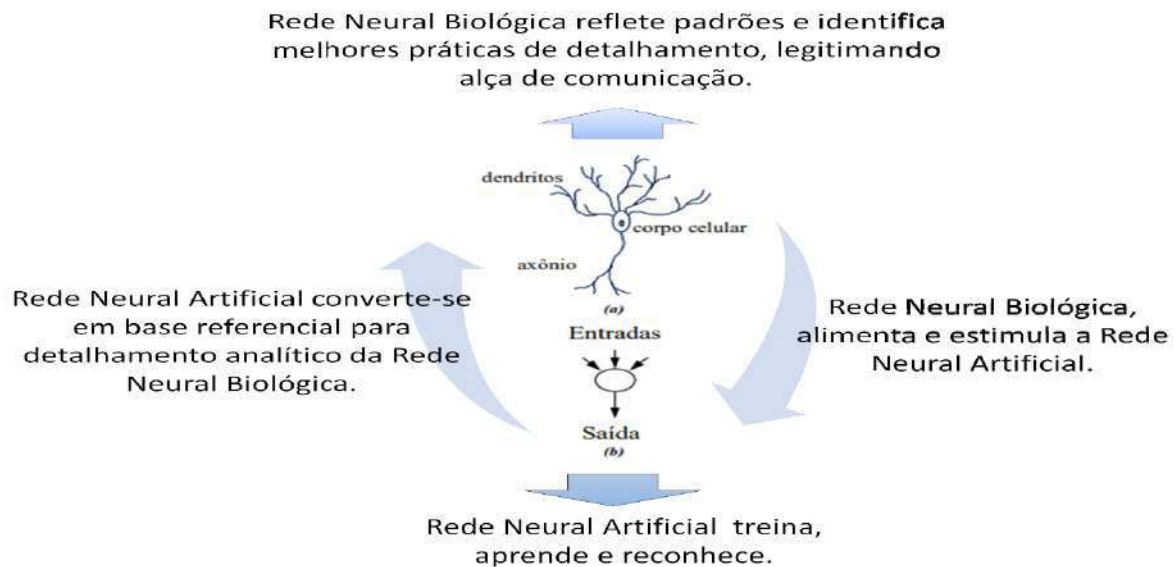 Rede Neural Biológica reflete padrões e identifica
melhores práticas de detalhamento, legitimando
alça de comunicação.
dendritos
corpo celular
axônio
(a)
Rede Neural Artificial converte-se
em base referencial para
detalhamento analítico da Rede
Neural Biológica.
Entradas
Saída
(b)
Rede Neural Biológica,
alimenta e estimula a Rede
Neural Artificial.
Rede Neural Artificial treina,
aprende e reconhece.